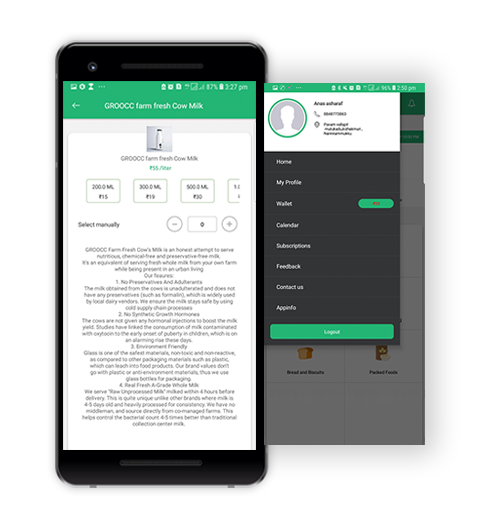 87% 3:27 pm
GROOCC farm fresh Cow Milk
GROOCC farm fresh Cow Milk
₹55 /liter
200.0 ML
300.0 ML
500.0 ML
₹15
₹19
₹30
Select manually
0
GROOCC Farm Fresh Cow's Milk is an honest attempt to serve
nutritious, chemical-free and preservative-free milk.
It's an equivalent of serving fresh whole milk from your own farm
while being present in an urban living
Our feaures:
1. No Preservatives And Adulterants
The milk obtained from the cows is unadulterated and does not
have any preservatives (such as formalin), which is widely used
by local dairy vendors. We ensure the milk stays safe by using
cold supply chain processes
2. No Synthetic Growth Hormones
The cows are not given any hormonal injections to boost the milk
yield. Studies have linked the consumption of milk contaminated
with oxytocin to the early onset of puberty in children, which is on
an alarming rise these days.
3. Environment Friendly
Glass is one of the safest materials, non-toxic and non-reactive,
as compared to other packaging materials such as plastic,
which can leach into food products. Our brand values don't
go with plastic or anti-environment materials, thus we use
glass bottles for packaging.
4. Real Fresh A-Grade Whole Milk
We serve "Raw Unprocessed Milk" milked within 4 hours before
delivery. This is quite unique unlike other brands where milk is
4-5 days old and heavily processed for consistency. We have no
middleman, and source directly from co-managed farms. This
helps control the bacterial count 4-5 times better than traditional
collection center milk.
96% 2:50 pm
Anas asharaf
Home
My Profile
Wallet
Calendar
Subscriptions
Feedback
Contact us
Appinfo
Logout
Bread and Biscuits
Packed Foods